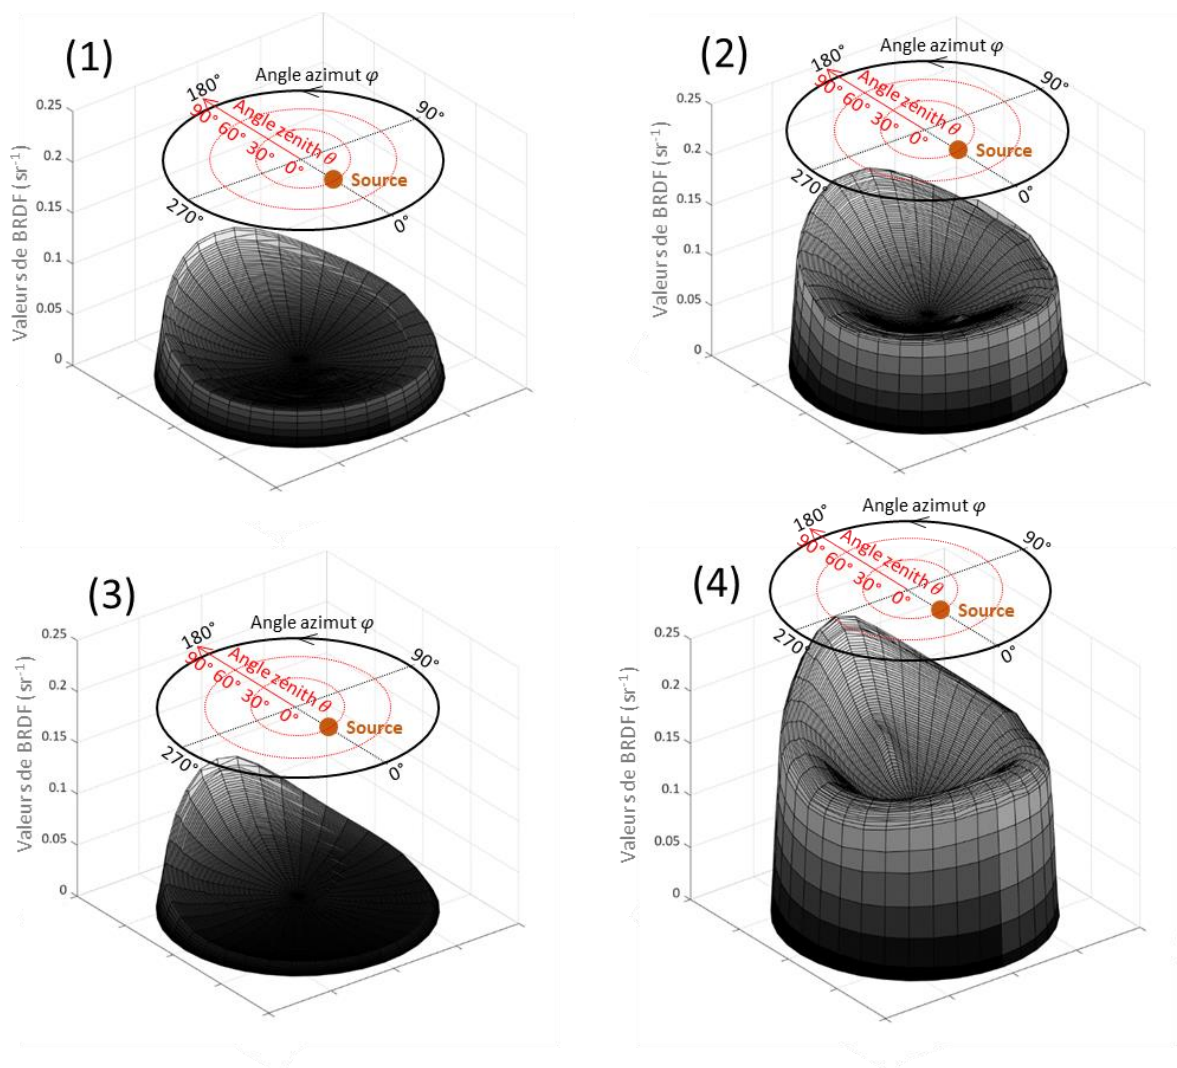 (1)
Angle azimut φ
180°
90°
Angle zénith θ
90° 60° 30° 0°
Source
270°
0°
0.25
0.2
0.15
0.1
0.05
0
Valeurs de BRDF ( sr-1 )
(2)
Angle azimut φ
180°
90°
Angle zénith θ
90° 60° 30° 0°
Source
270°
0°
0.25
0.2
0.15
0.1
0.05
0
Valeurs de BRDF ( sr-1 )
(3)
Angle azimut φ
180°
90°
Angle zénith θ
90° 60° 30° 0°
Source
270°
0°
0.25
0.2
0.15
0.1
0.05
0
Valeurs de BRDF ( sr-1 )
(4)
Angle azimut φ
180°
90°
Angle zénith θ
90° 60° 30° 0°
Source
270°
0°
0.25
0.2
0.15
0.1
0.05
0
Valeurs de BRDF ( sr-1 )